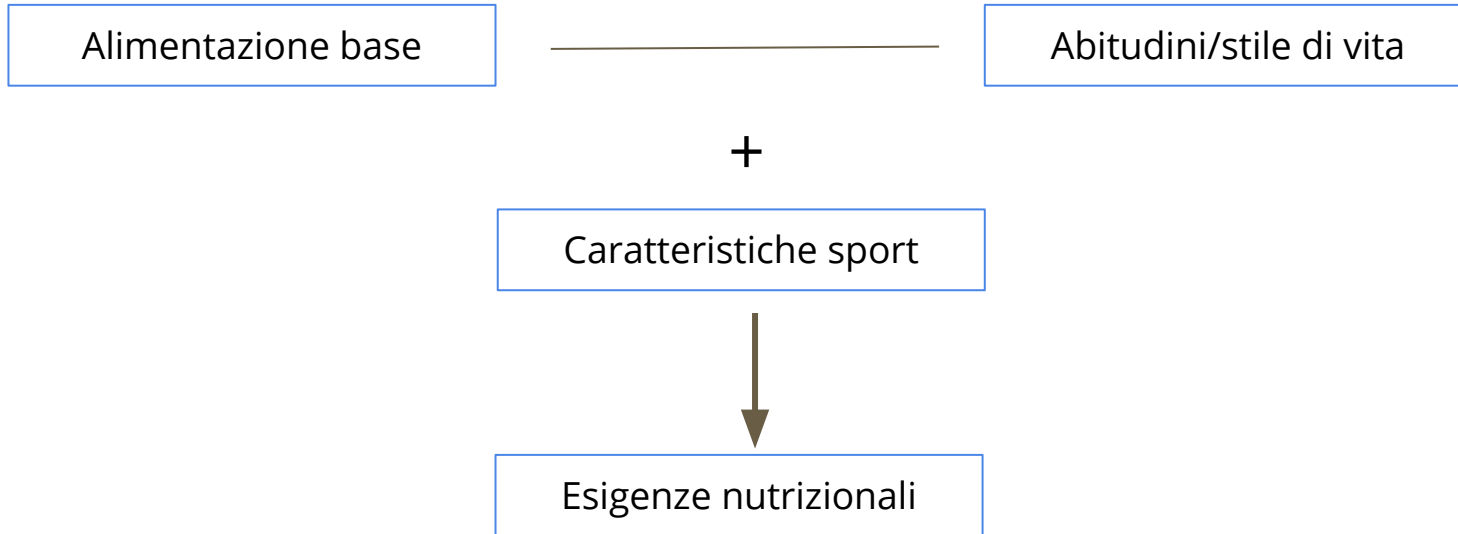 Alimentazione base
Abitudini/stile di vita
+
Caratteristiche sport
Esigenze nutrizionali